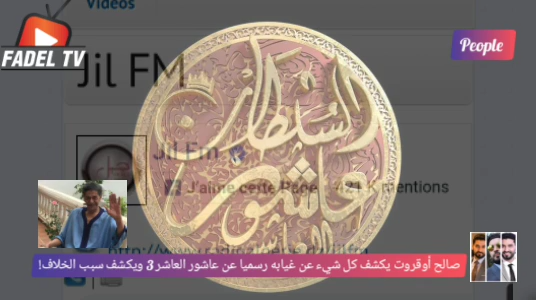 Videos
FADEL TV
People
Jil FM
السلطان
عاشور
Jil Fm
J'aime cette Page 421 K mentions
صالح أوقروت يكشف كل شيء عن غيابه رسميا عن عاشور العاشر 3 ويكشف سبب الخلاف!